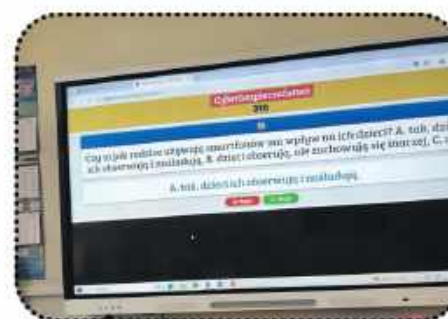 Cyberbezpieczeństwo
300
Czy to jak rodzice używają smartfonów ma wpływ na ich dzieci? A. tak,
ich obserwują i naśladują, B. dzieci obserwują, ale zachowują się inaczej, C.
A. tak, dzieci ich obserwują i naśladują